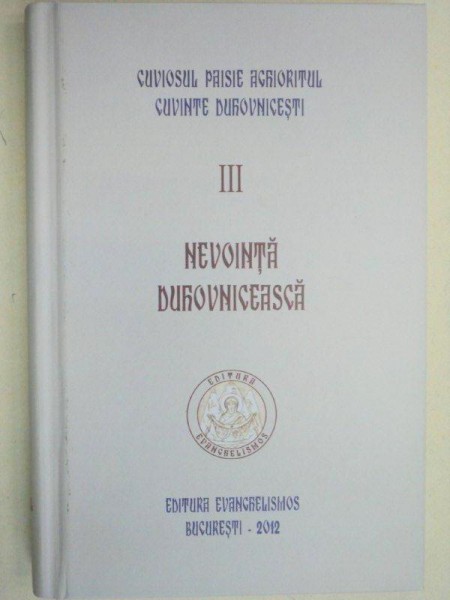 CUVIOSUL PAISIE AGHIORITUL
CUVINTE DUHOVNICEȘTI
III
NEVOINȚĂ
DUHOVNICEASCĂ
EDITURA
EVANGHELISMOS
EDITURA EVANGHELISMOS
BUCUREȘTI - 2012